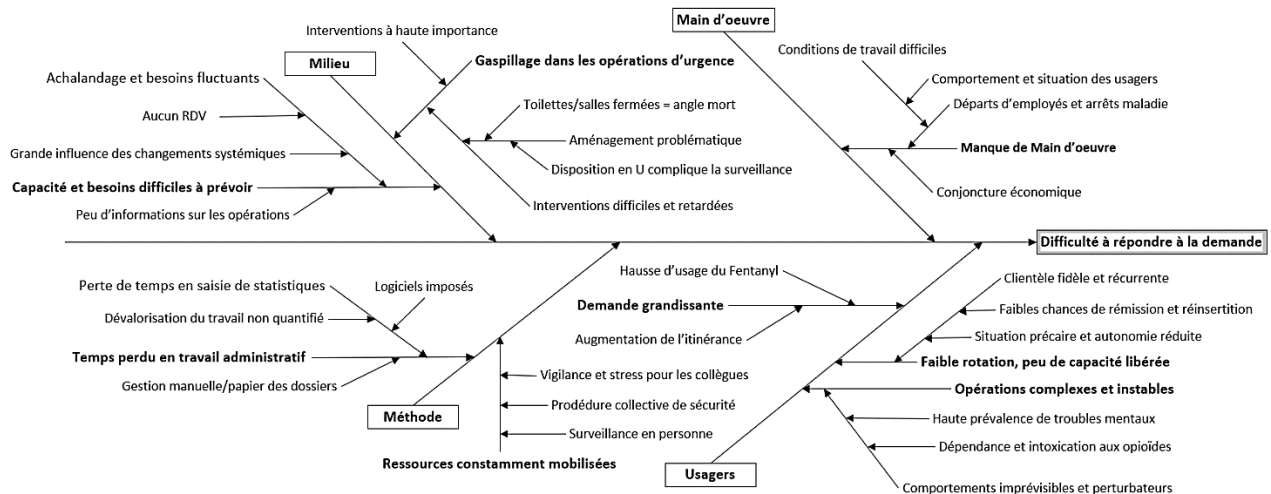 Main d'oeuvre
Interventions à haute importance
Conditions de travail difficiles
Milieu
Gaspillage dans les opérations d'urgence
Achalandage et besoins fluctuants
Comportement et situation des usagers
Toilettes/salles fermées = angle mort
Départs d'employés et arrêts maladie
Aucun RDV
Aménagement problématique
Manque de Main d'oeuvre
Grande influence des changements systémiques
Disposition en U complique la surveillance
Capacité et besoins difficiles à prévoir
Conjoncture économique
Interventions difficiles et retardées
Peu d'informations sur les opérations
Difficulté à répondre à la demande
Hausse d'usage du Fentanyl
Clientèle fidèle et récurrente
Perte de temps en saisie de statistiques
Logiciels imposés
Demande grandissante
Faibles chances de rémission et réinsertition
Dévalorisation du travail non quantifié
Augmentation de l'itinérance
Situation précaire et autonomie réduite
Temps perdu en travail administratif
Faible rotation, peu de capacité libérée
Vigilance et stress pour les collègues
Gestion manuelle/papier des dossiers
Opérations complexes et instables
Prodédure collective de sécurité
Méthode
Haute prévalence de troubles mentaux
Surveillance en personne
Dépendance et intoxication aux opioïdes
Ressources constamment mobilisées
Usagers
Comportements imprévisibles et perturbateurs